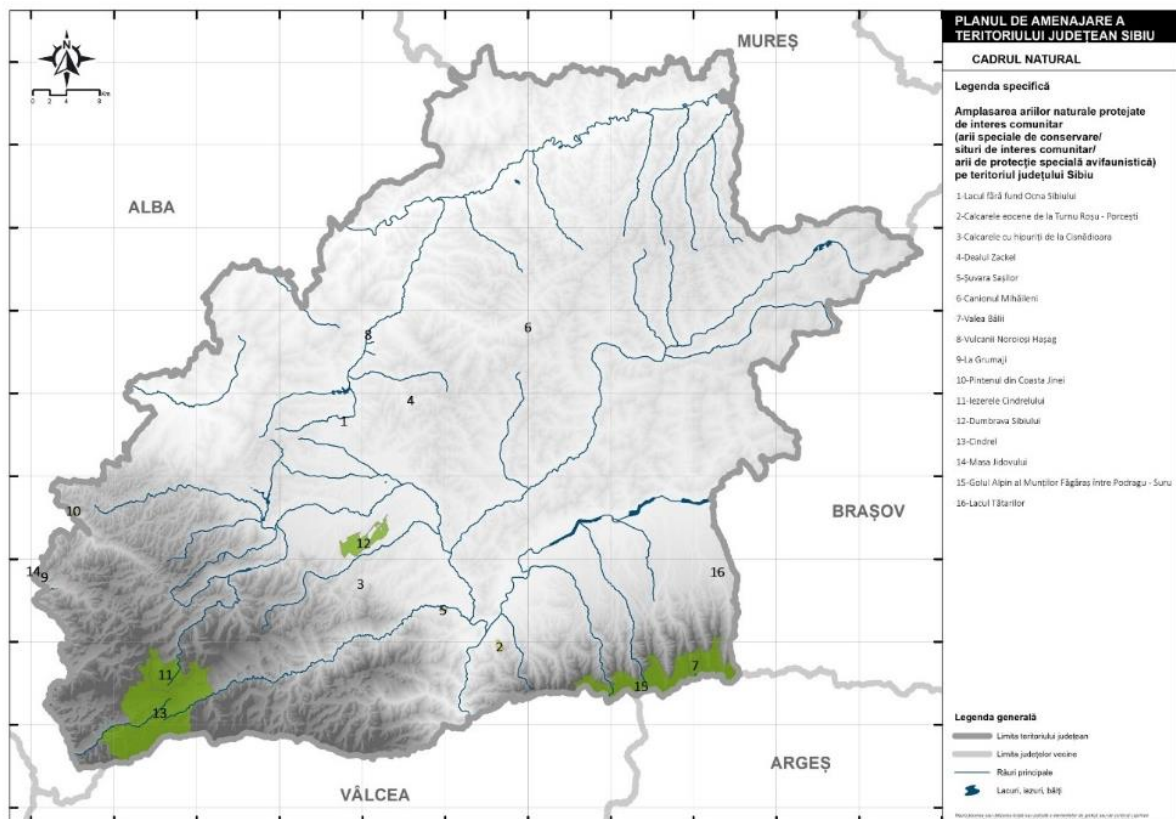 PLANUL DE AMENAJARE A
TERITORIULUI JUDEȚEAN SIBIU
CADRUL NATURAL
Legenda specifică
Amplasarea ariilor naturale protejate
de interes comunitar
(arii speciale de conservare/
situri de interes comunitar/
arii de protecție specială avifaunistică)
pe teritoriul județului Sibiu
1-Lacul fără fund Ocna Sibiului
2-Calcarele eocene de la Turnu Roșu - Porcești
3-Calcarele cu hipuriți de la Cisnădioara
4-Dealul Zackel
5-Șuvara Sașilor
6-Canionul Mihăileni
7-Valea Bâlii
8-Vulcanii Noroioși Hașag
9-La Grumaji
10-Pintenul din Coasta Jinei
11-Iezerele Cindrelului
12-Dumbrava Sibiului
13-Cindrel
14-Masa Jidovului
15-Golul Alpin al Munților Făgăraș între Podragu - Suru
16-Lacul Tătarilor
Legenda generală
Limita teritoriului județean
Limita județelor vecine
Râuri principale
Lacuri, iazuri, bălți
N
0 2 4 8 Km
MUREȘ
ALBA
BRAȘOV
ARGEȘ
VÂLCEA
8
6
4
1
10
12
14
9
3
16
5
2
11
7
15
13